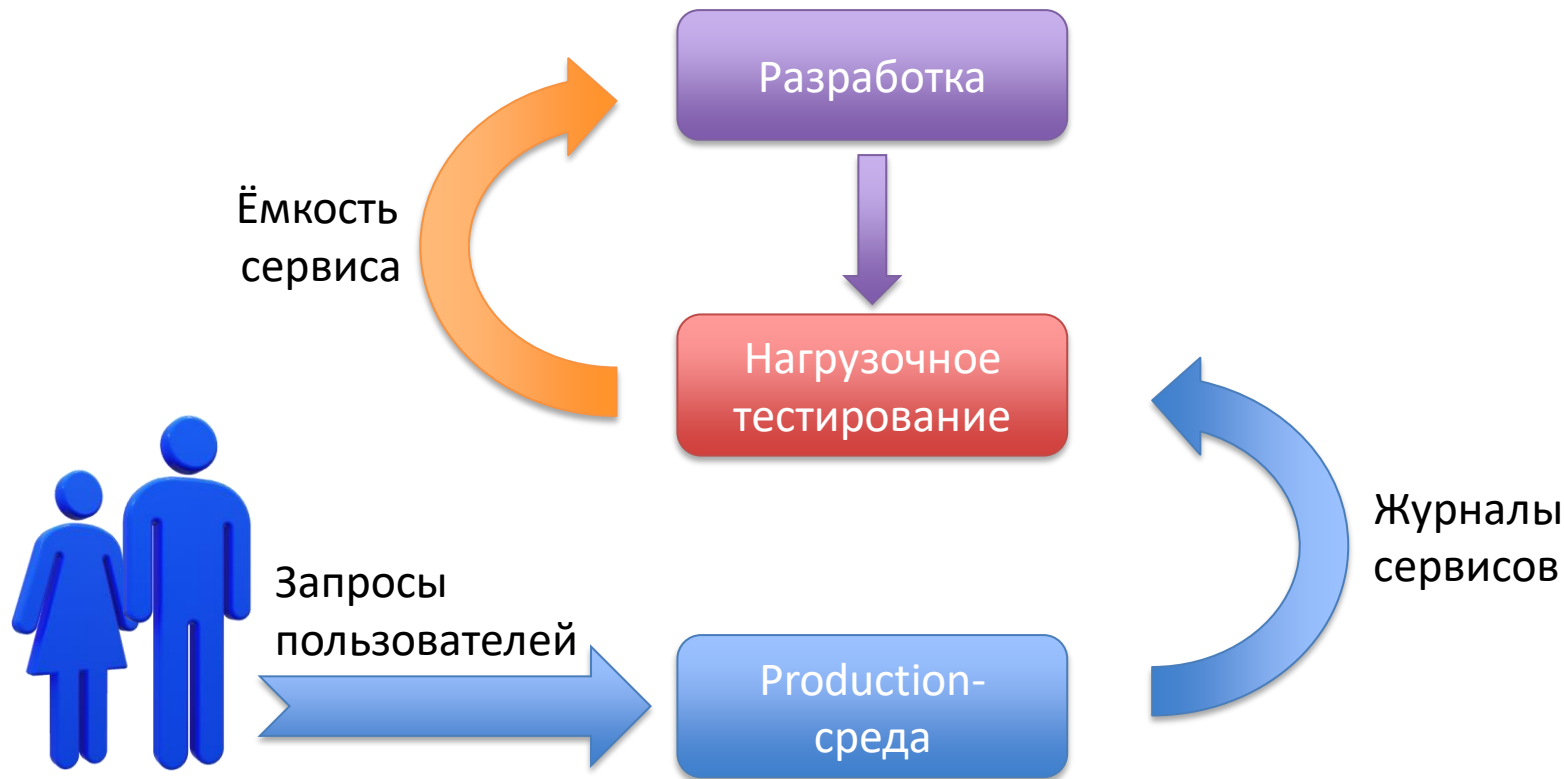 Разработка
Ёмкость
сервиса
Нагрузочное
тестирование
Журналы
сервисов
Запросы
пользователей
Production-
среда